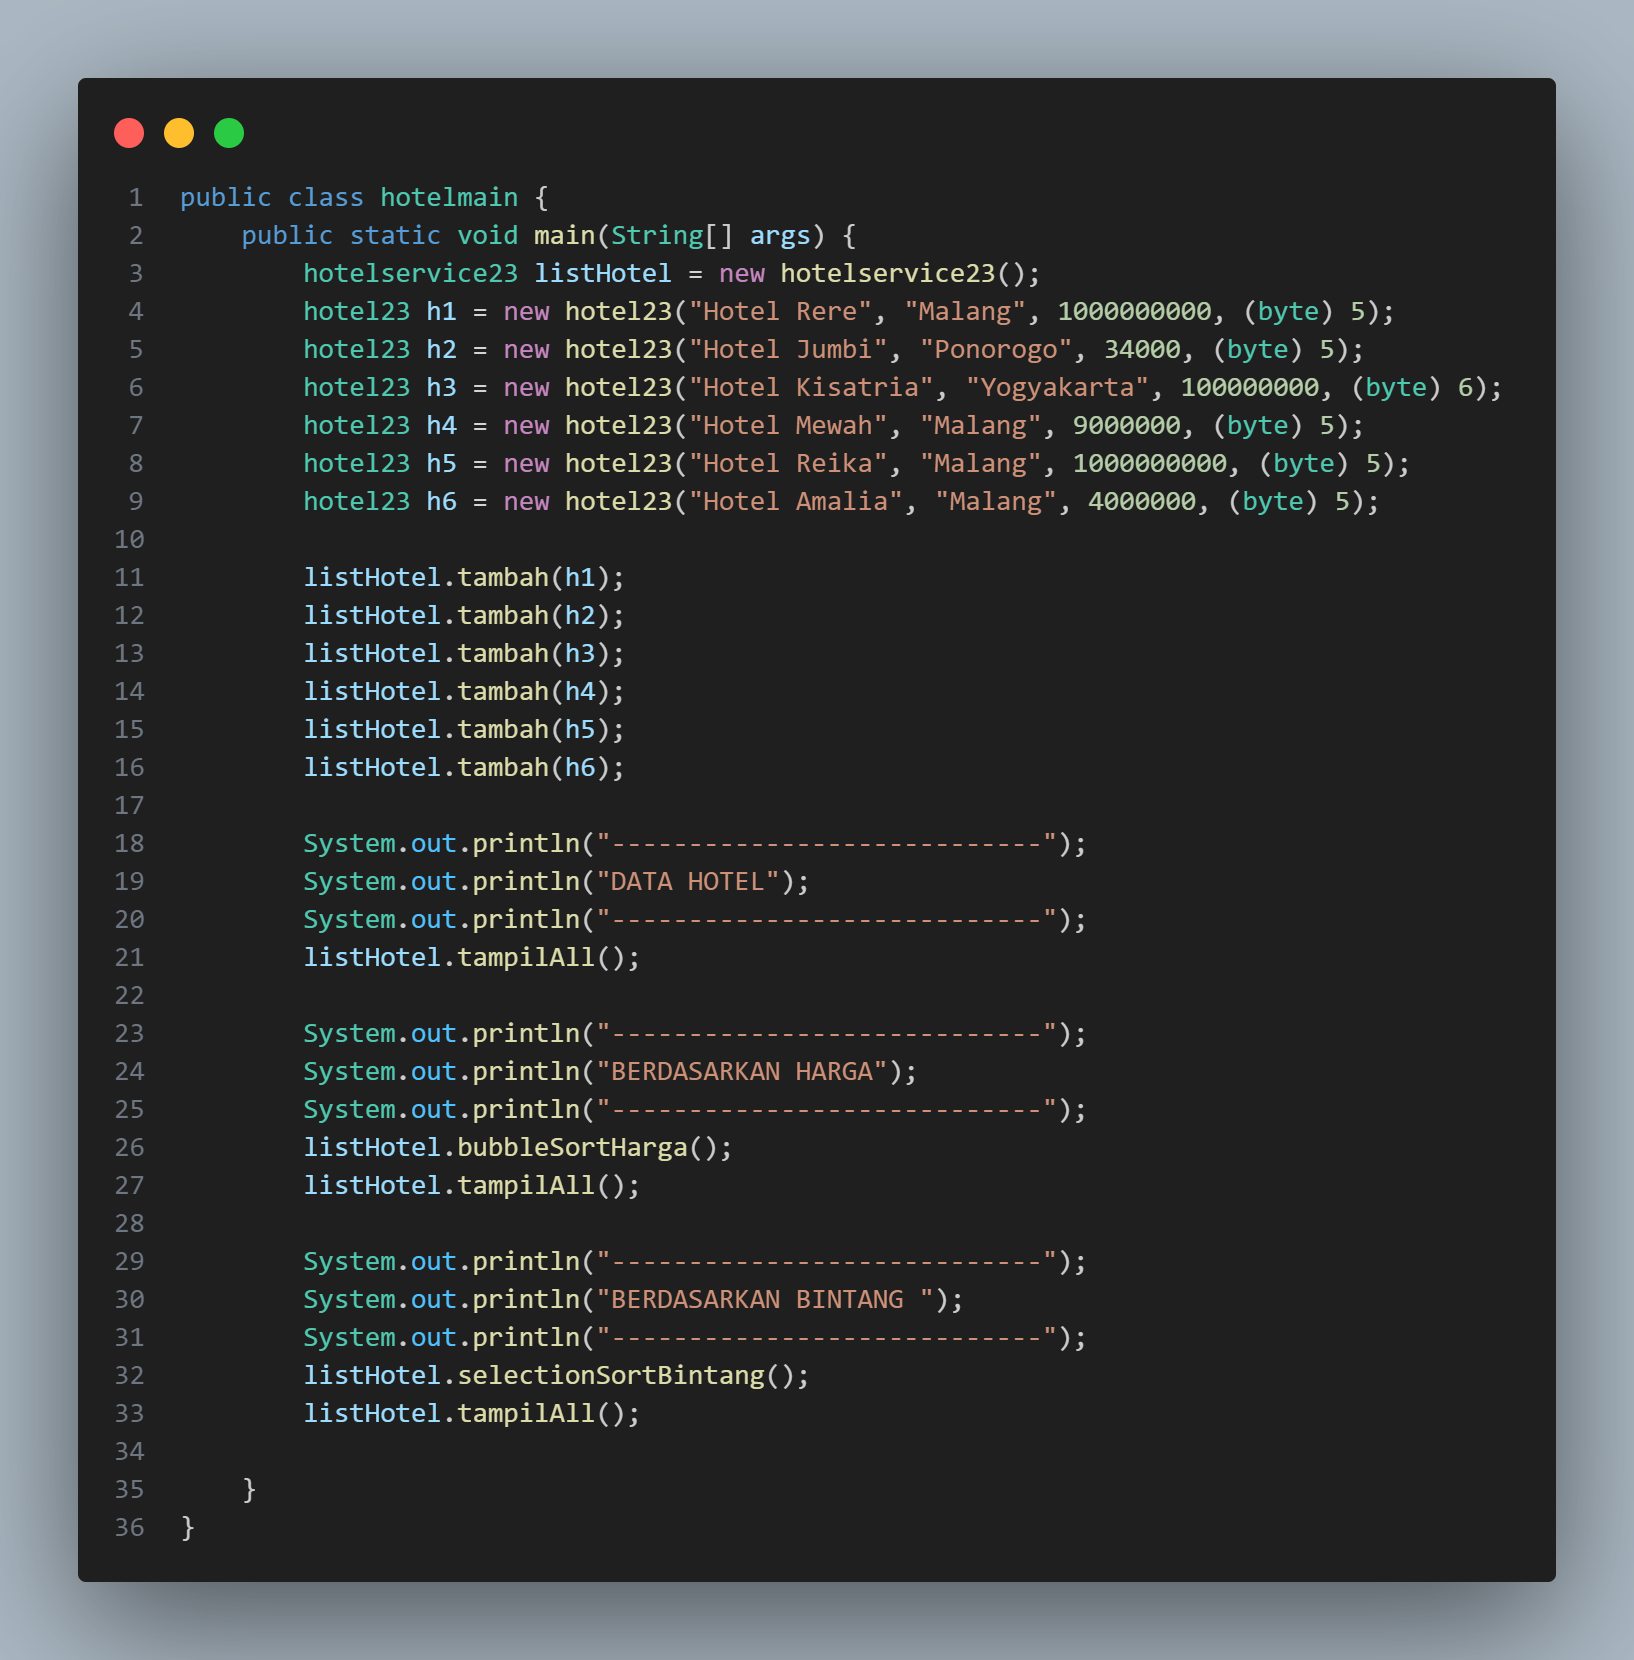 1 public class hotelmain {
2     public static void main(String[] args) {
3         hotelservice23 listHotel = new hotelservice23();
4         hotel23 h1 = new hotel23("Hotel Rere", "Malang", 1000000000, (byte) 5);
5         hotel23 h2 = new hotel23("Hotel Jumbi", "Ponorogo", 34000, (byte) 5);
6         hotel23 h3 = new hotel23("Hotel Kisatria", "Yogyakarta", 100000000, (byte) 6);
7         hotel23 h4 = new hotel23("Hotel Mewah", "Malang", 9000000, (byte) 5);
8         hotel23 h5 = new hotel23("Hotel Reika", "Malang", 1000000000, (byte) 5);
9         hotel23 h6 = new hotel23("Hotel Amalia", "Malang", 4000000, (byte) 5);
10
11         listHotel.tambah(h1);
12         listHotel.tambah(h2);
13         listHotel.tambah(h3);
14         listHotel.tambah(h4);
15         listHotel.tambah(h5);
16         listHotel.tambah(h6);
17
18         System.out.println("----------------------------");
19         System.out.println("DATA HOTEL");
20         System.out.println("----------------------------");
21         listHotel.tampilAll();
22
23         System.out.println("----------------------------");
24         System.out.println("BERDASARKAN HARGA");
25         System.out.println("----------------------------");
26         listHotel.bubbleSortHarga();
27         listHotel.tampilAll();
28
29         System.out.println("----------------------------");
30         System.out.println("BERDASARKAN BINTANG ");
31         System.out.println("----------------------------");
32         listHotel.selectionSortBintang();
33         listHotel.tampilAll();
34
35     }
36 }